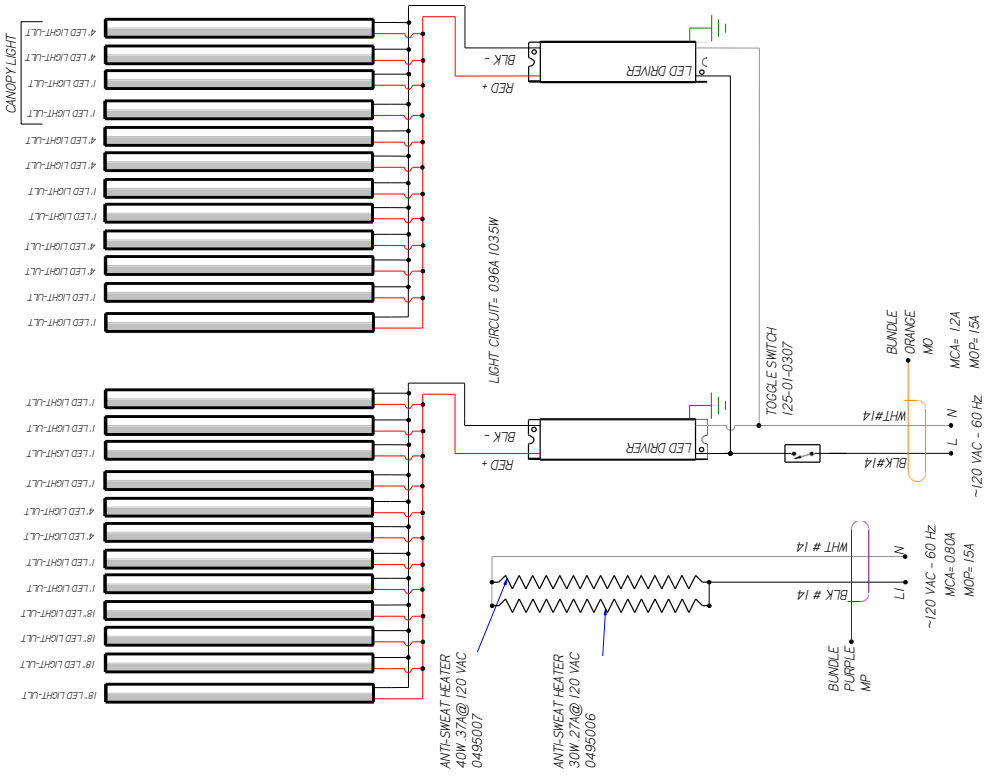 CANOPY LIGHT
4' LED LIGHT-ULT
4' LED LIGHT-ULT
1' LED LIGHT-ULT
1' LED LIGHT-ULT
4' LED LIGHT-ULT
4' LED LIGHT-ULT
1' LED LIGHT-ULT
1' LED LIGHT-ULT
4' LED LIGHT-ULT
4' LED LIGHT-ULT
1' LED LIGHT-ULT
1' LED LIGHT-ULT
BLK -
RED +
LED DRIVER
LIGHT CIRCUIT= 0.96A 103.5W
1' LED LIGHT-ULT
1' LED LIGHT-ULT
1' LED LIGHT-ULT
1' LED LIGHT-ULT
4' LED LIGHT-ULT
4' LED LIGHT-ULT
1' LED LIGHT-ULT
1' LED LIGHT-ULT
18" LED LIGHT-ULT
18" LED LIGHT-ULT
18" LED LIGHT-ULT
18" LED LIGHT-ULT
BLK -
RED +
LED DRIVER
TOGGLE SWITCH
125-01-0307
WHT#14
BLK#14
BUNDLE
ORANGE
MO
MCA= 1.2A
MOP= 15A
N
L
~120 VAC - 60 Hz
WHT # 14
BLK # 14
N
L1
~120 VAC - 60 Hz
MCA= 0.80A
MOP= 15A
BUNDLE
PURPLE
MP
ANTI-SWEAT HEATER
40W .37A@ 120 VAC
0495007
ANTI-SWEAT HEATER
30W .27A@ 120 VAC
0495006